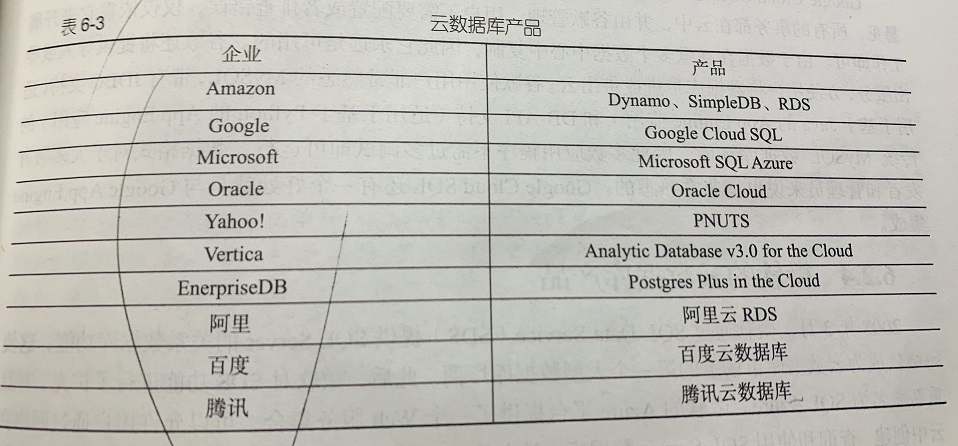 表 6-3 云数据库产品
企业 产品
Amazon Dynamo、SimpleDB、RDS
Google Google Cloud SQL
Microsoft Microsoft SQL Azure
Oracle Oracle Cloud
Yahoo! PNUTS
Vertica Analytic Database v3.0 for the Cloud
EnerpriseDB Postgres Plus in the Cloud
阿里 阿里云 RDS
百度 百度云数据库
腾讯 腾讯云数据库